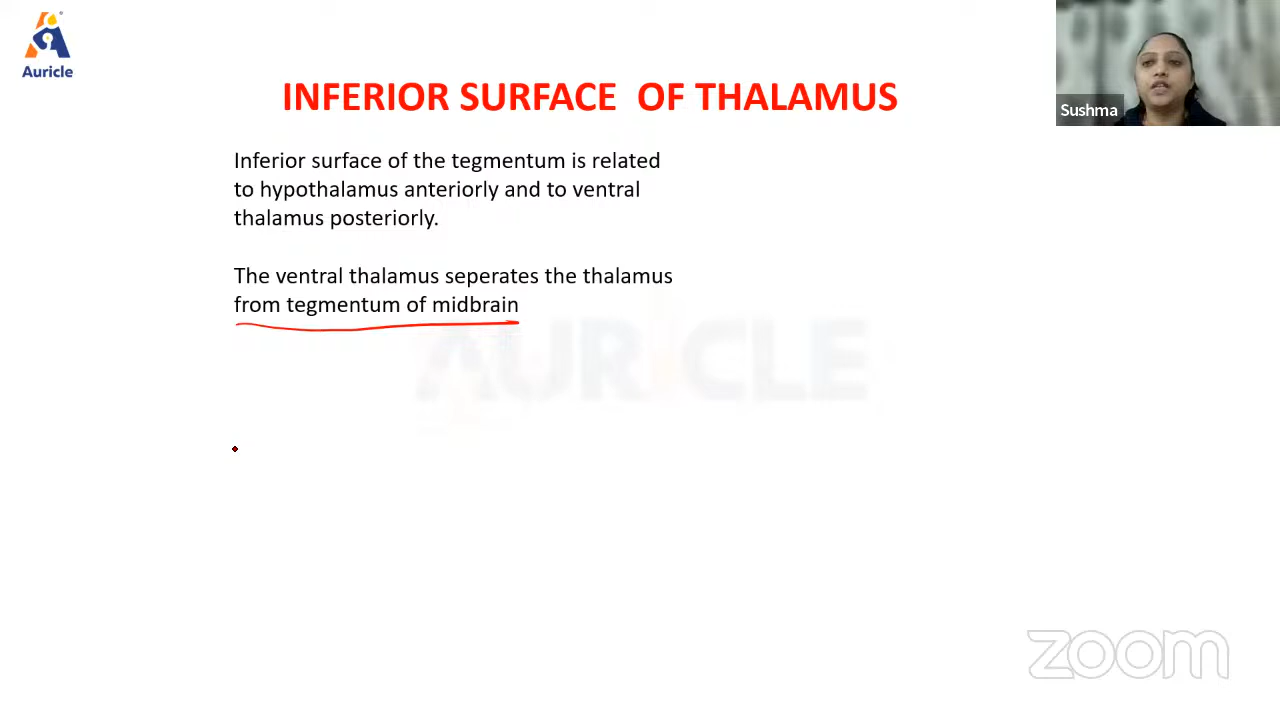 Auricle
INFERIOR SURFACE OF THALAMUS
Sushma
Inferior surface of the tegmentum is related
to hypothalamus anteriorly and to ventral
thalamus posteriorly.
The ventral thalamus seperates the thalamus
from tegmentum of midbrain
AURICLE
zoom